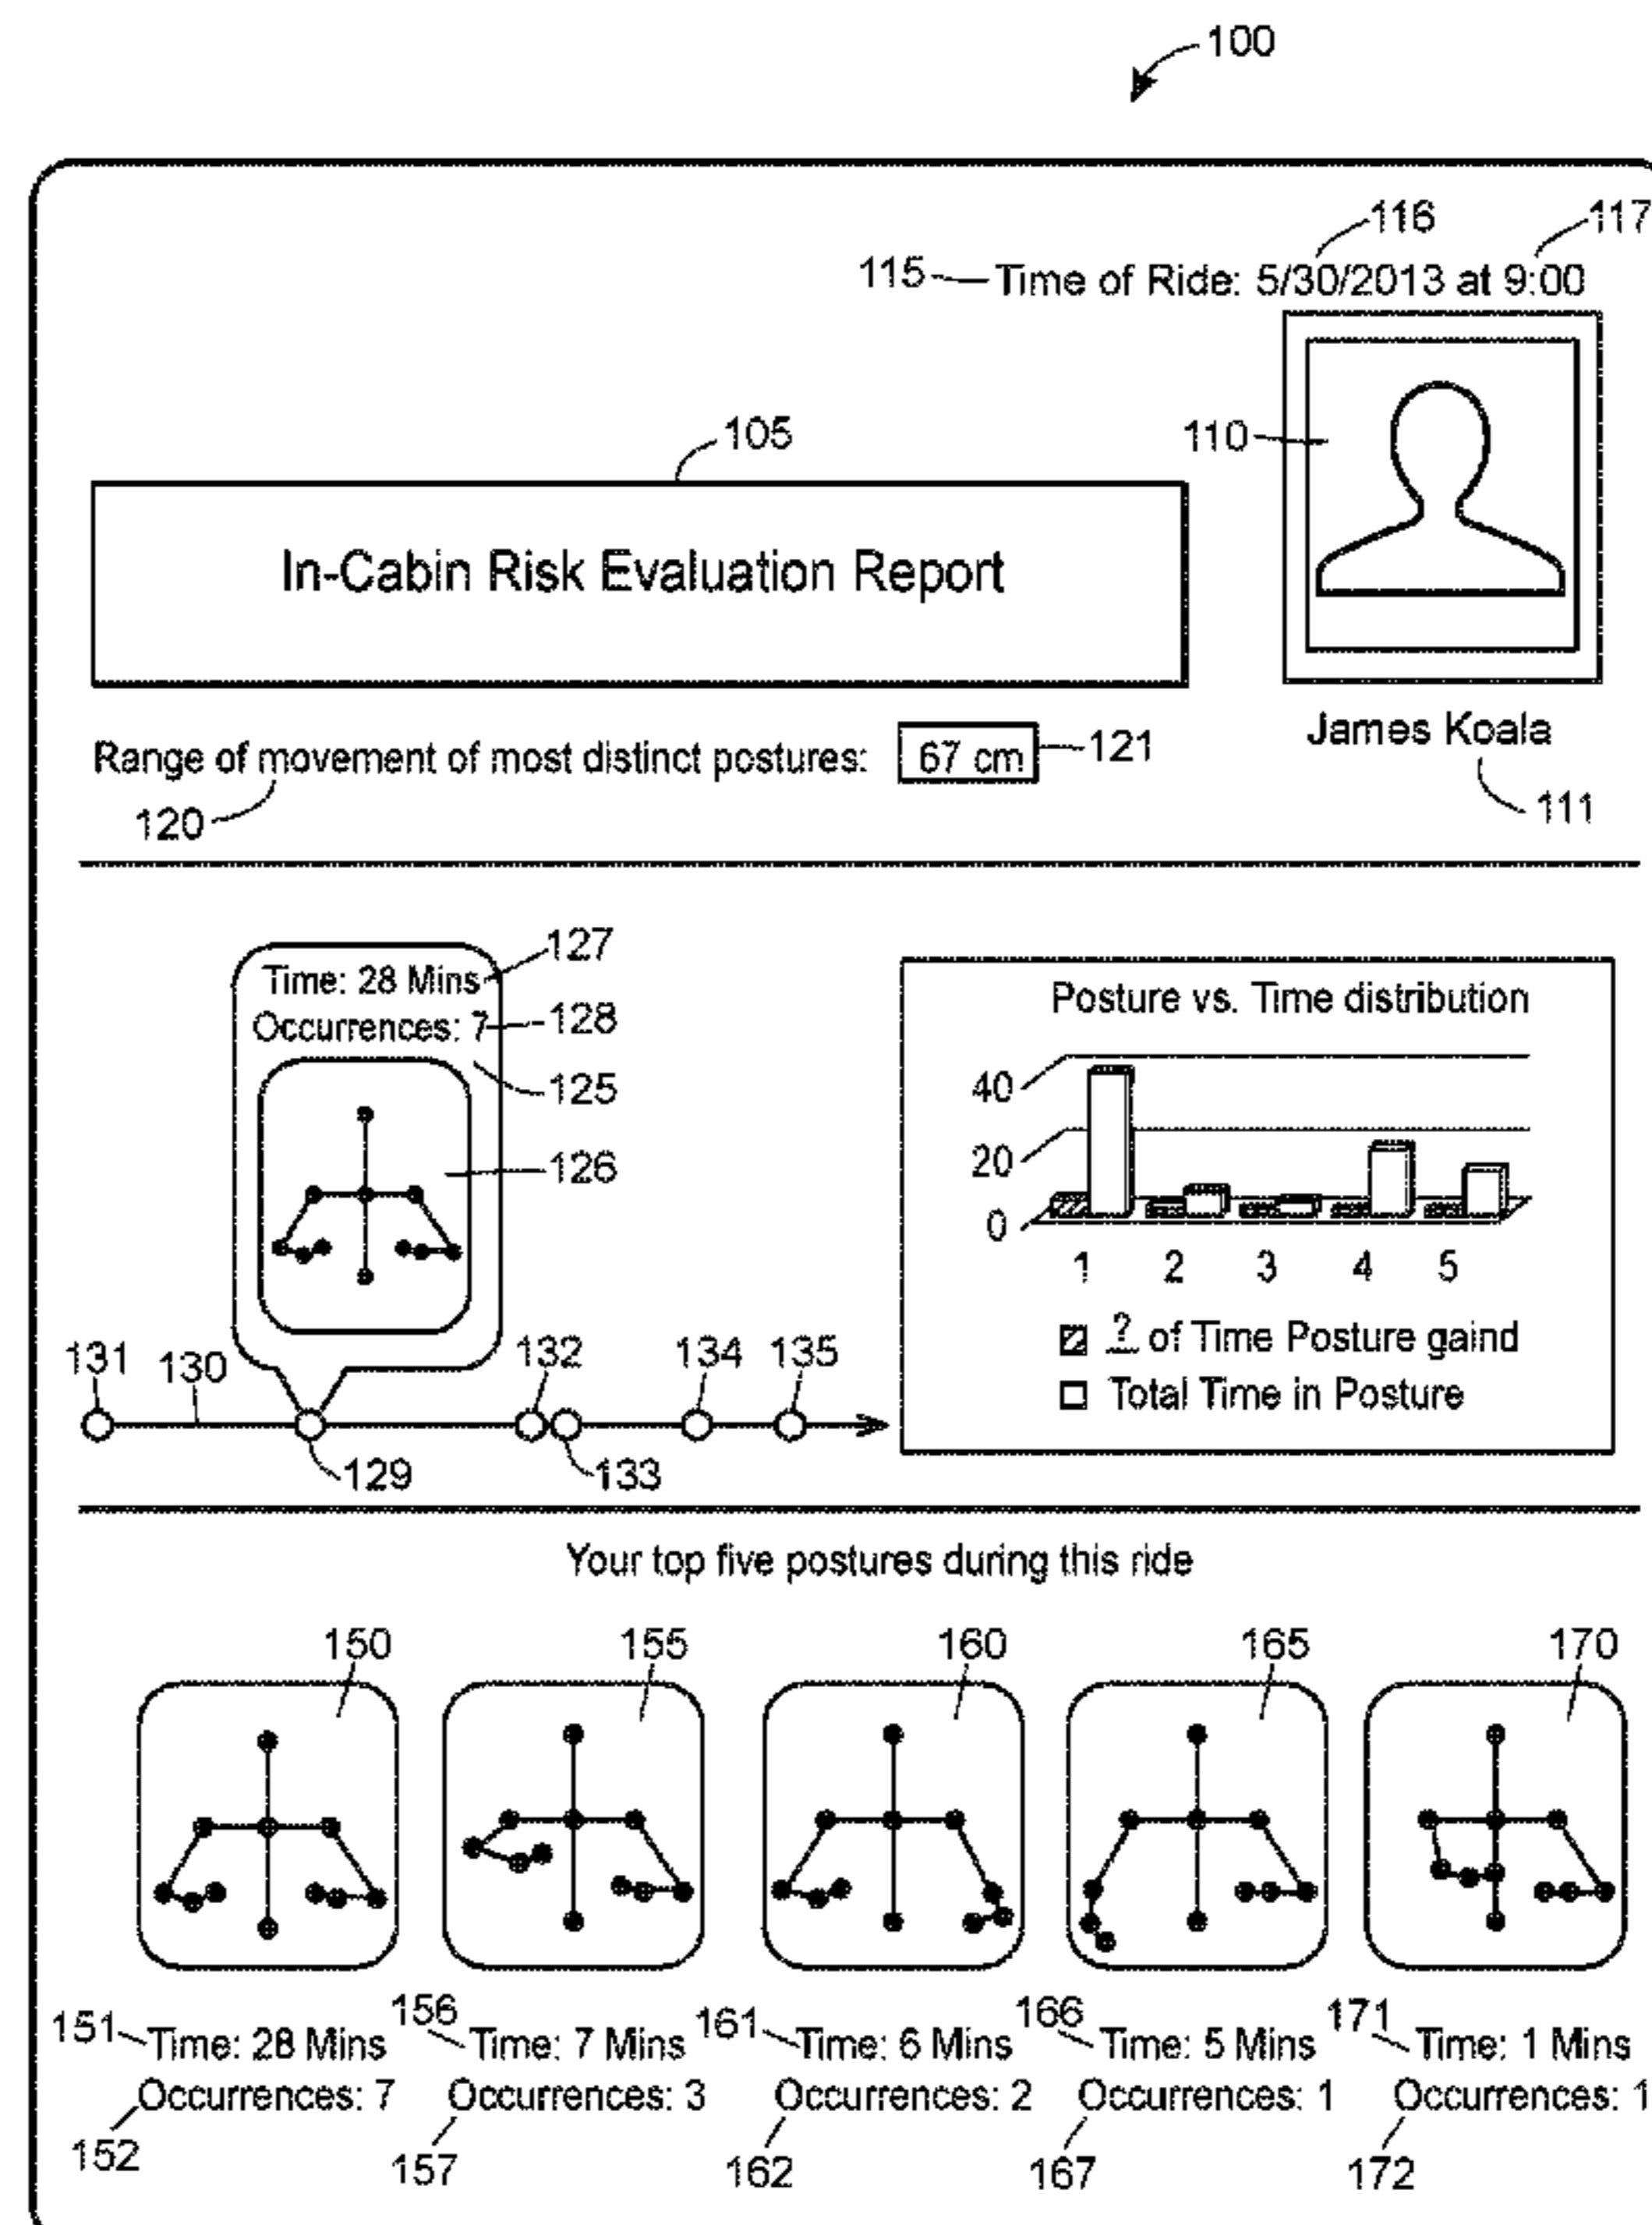 100
116 117
115 Time of Ride: 5/30/2013 at 9:00
105 110
In-Cabin Risk Evaluation Report
James Koala
111
Range of movement of most distinct postures: 67 cm 121
120
127
Time: 28 Mins
Occurrences: 7 128
125
126
131 130 132 134 135
129 133
Posture vs. Time distribution
40
20
0
1 2 3 4 5
? of Time Posture gaind
Total Time in Posture
Your top five postures during this ride
150 155 160 165 170
151 Time: 28 Mins 156 Time: 7 Mins 161 Time: 6 Mins 166 Time: 5 Mins 171 Time: 1 Mins
Occurrences: 7 Occurrences: 3 Occurrences: 2 Occurrences: 1 Occurrences: 1
152 157 162 167 172